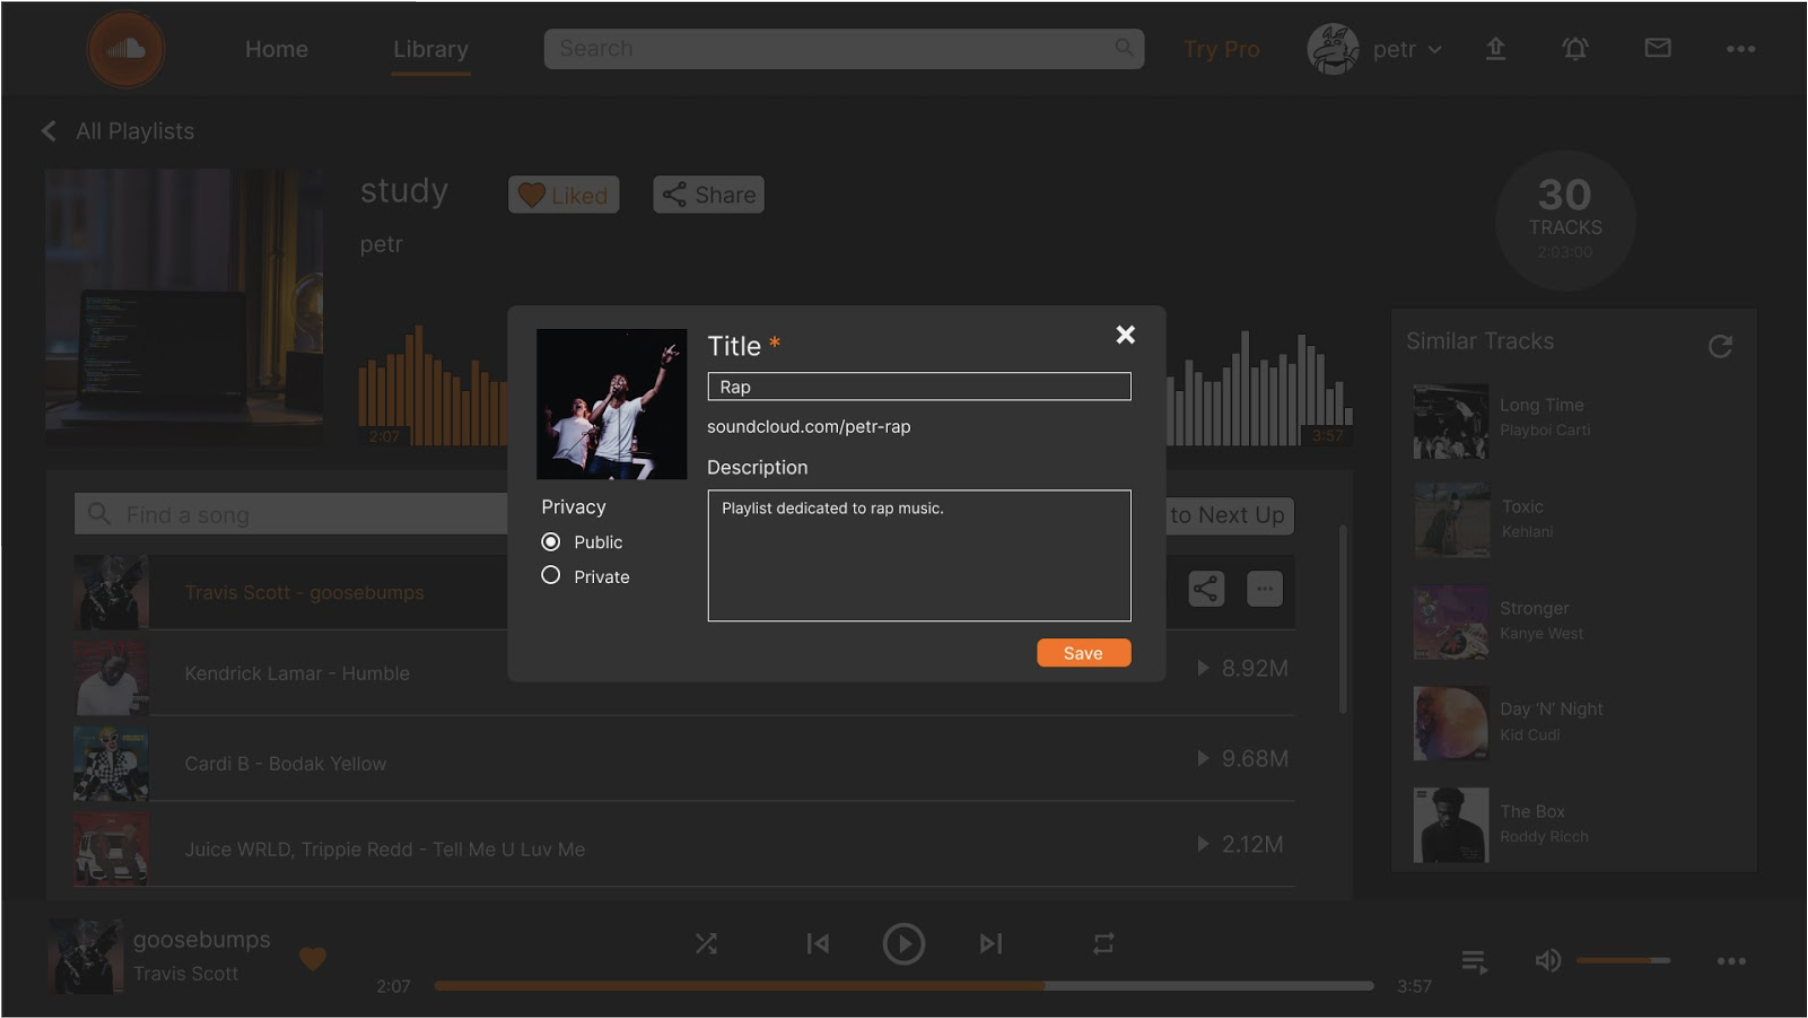 Home
Library
Search
Try Pro
petr
All Playlists
study
Liked
Share
petr
30
TRACKS
2:03:00
2:07
3:57
Title *
Rap
soundcloud.com/petr-rap
Description
Playlist dedicated to rap music.
Privacy
Public
Private
Save
Find a song
to Next Up
Travis Scott - goosebumps
Kendrick Lamar - Humble
8.92M
Cardi B - Bodak Yellow
9.68M
Juice WRLD, Trippie Redd - Tell Me U Luv Me
2.12M
Similar Tracks
Long Time
Playboi Carti
Toxic
Kehlani
Stronger
Kanye West
Day ‘N’ Night
Kid Cudi
The Box
Roddy Ricch
goosebumps
Travis Scott
2:07
3:57